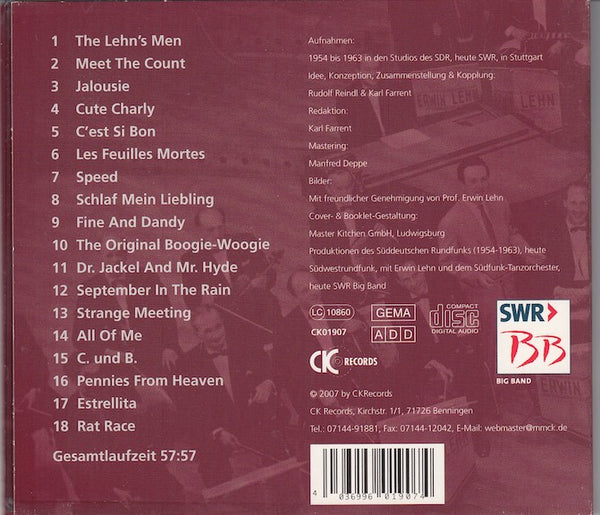 1 The Lehn's Men
2 Meet The Count
3 Jalousie
4 Cute Charly
5 C'est Si Bon
6 Les Feuilles Mortes
7 Speed
8 Schlaf Mein Liebling
9 Fine And Dandy
10 The Original Boogie-Woogie
11 Dr. Jackel And Mr. Hyde
12 September In The Rain
13 Strange Meeting
14 All Of Me
15 C. und B.
16 Pennies From Heaven
17 Estrellita
18 Rat Race
Gesamtlaufzeit 57:57
Aufnahmen:
1954 bis 1963 in den Studios des SDR, heute SWR, in Stuttgart
Idee, Konzeption, Zusammenstellung & Kopplung:
Rudolf Reindl & Karl Farrent
Redaktion:
Karl Farrent
Mastering:
Manfred Deppe
Bilder:
Mit freundlicher Genehmigung von Prof. Erwin Lehn
Cover- & Booklet-Gestaltung:
Master Kitchen GmbH, Ludwigsburg
Produktionen des Süddeutschen Rundfunks (1954-1963), heute
Südwestrundfunk, mit Erwin Lehn und dem Südfunk-Tanzorchester,
heute SWR Big Band
LC 10860
CK01907
GEMA
ADD
COMPACT
disc
DIGITAL AUDIO
CK RECORDS
SWR
BB
BIG BAND
© 2007 by CKRecords
CK Records, Kirchstr. 1/1, 71726 Benningen
Tel.: 07144-91881, Fax: 07144-12042, E-Mail: webmaster@mmck.de
4 036996 019074
ERWIN LEHN
ERWIN